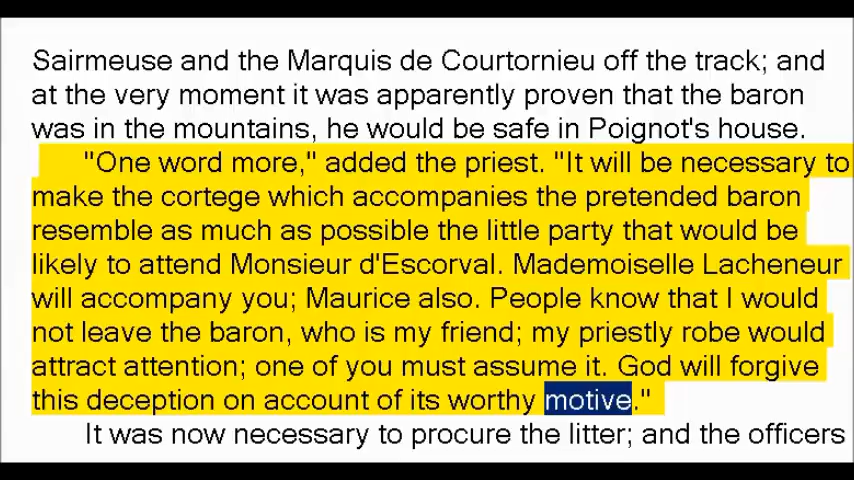 Sairmeuse and the Marquis de Courtornieu off the track; and
at the very moment it was apparently proven that the baron
was in the mountains, he would be safe in Poignot's house.
"One word more," added the priest. "It will be necessary to
make the cortege which accompanies the pretended baron
resemble as much as possible the little party that would be
likely to attend Monsieur d'Escorval. Mademoiselle Lacheneur
will accompany you; Maurice also. People know that I would
not leave the baron, who is my friend; my priestly robe would
attract attention; one of you must assume it. God will forgive
this deception on account of its worthy motive."
It was now necessary to procure the litter; and the officers